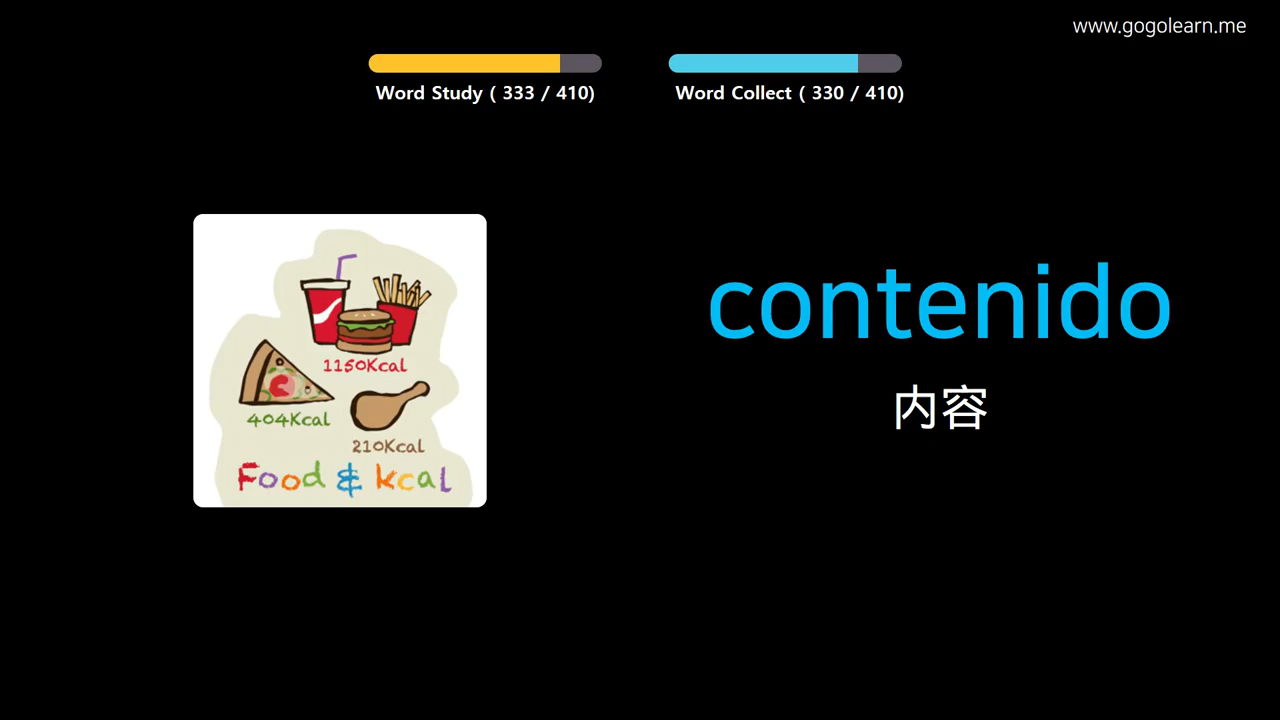 www.gogolearn.me
Word Study ( 333 / 410)
Word Collect ( 330 / 410)
1150Kcal
404Kcal
210Kcal
Food & kcal
contenido
内容